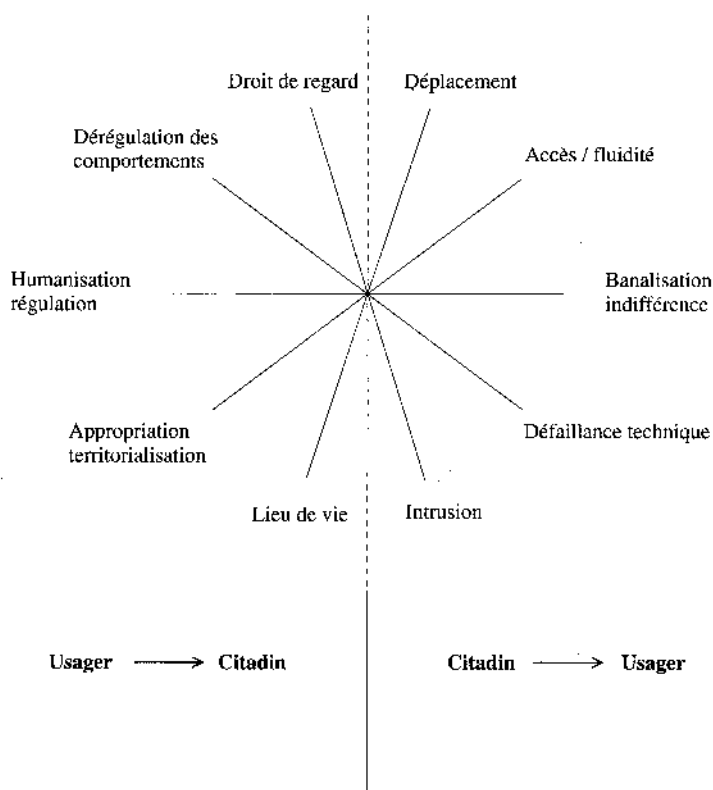 Droit de regard
Déplacement
Dérégulation des
comportements
Accès / fluidité
Humanisation
régulation
Banalisation
indifférence
Appropriation
territorialisation
Défaillance technique
Lieu de vie
Intrusion
Usager → Citadin
Citadin → Usager